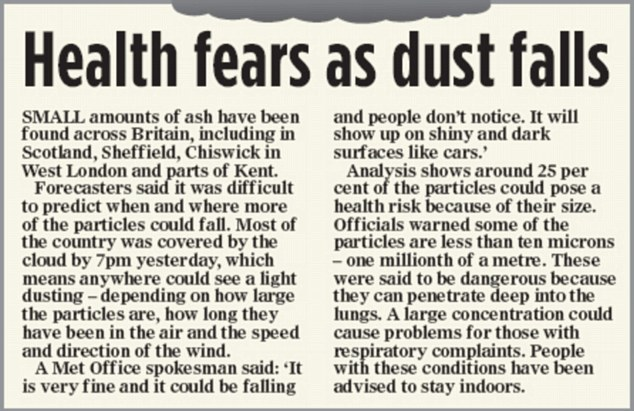 Health fears as dust falls
SMALL amounts of ash have been
found across Britain, including in
Scotland, Sheffield, Chiswick in
West London and parts of Kent.
Forecasters said it was difficult
to predict when and where more
of the particles could fall. Most of
the country was covered by the
cloud by 7pm yesterday, which
means anywhere could see a light
dusting – depending on how large
the particles are, how long they
have been in the air and the speed
and direction of the wind.
A Met Office spokesman said: ‘It
is very fine and it could be falling
and people don’t notice. It will
show up on shiny and dark
surfaces like cars.’
Analysis shows around 25 per
cent of the particles could pose a
health risk because of their size.
Officials warned some of the
particles are less than ten microns
– one millionth of a metre. These
were said to be dangerous because
they can penetrate deep into the
lungs. A large concentration could
cause problems for those with
respiratory complaints. People
with these conditions have been
advised to stay indoors.